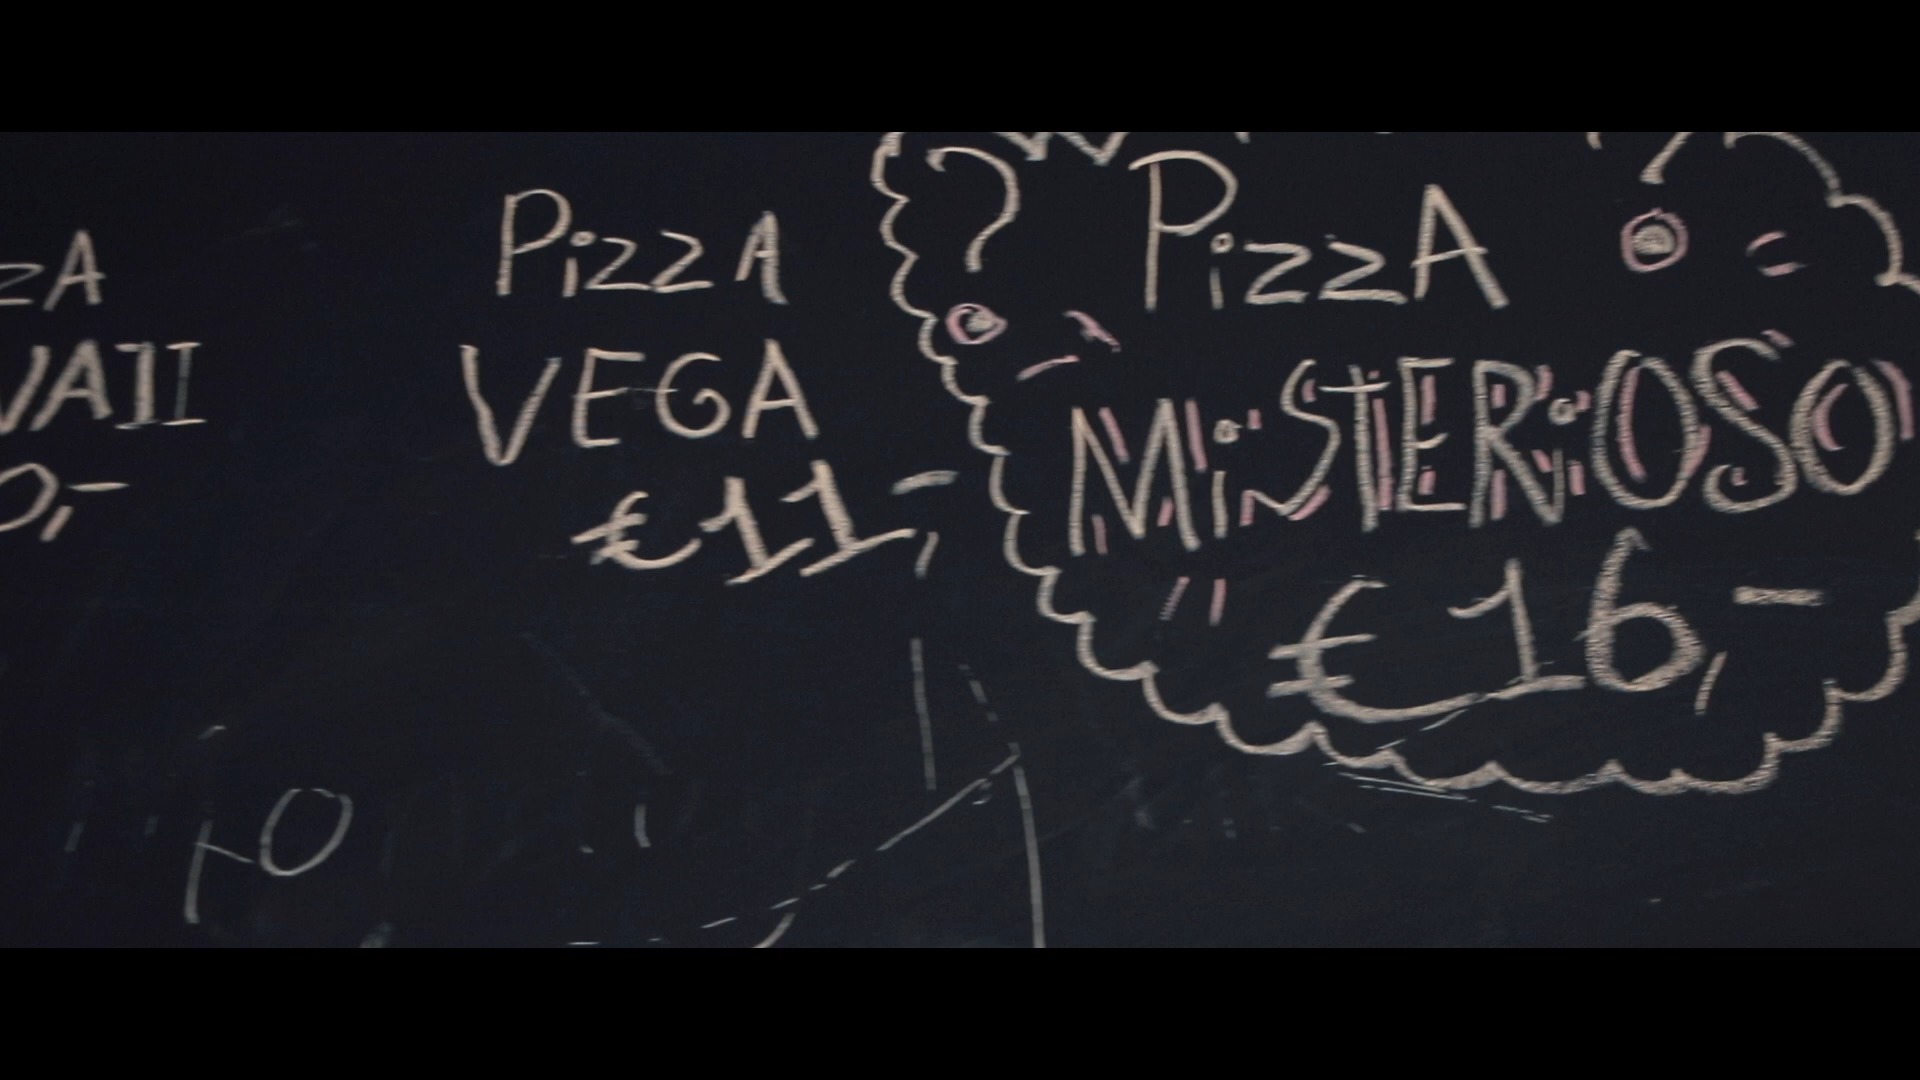 Pizza
VEGA
€11,-
? Pizza ?
MiSTERiOSO
€16,-